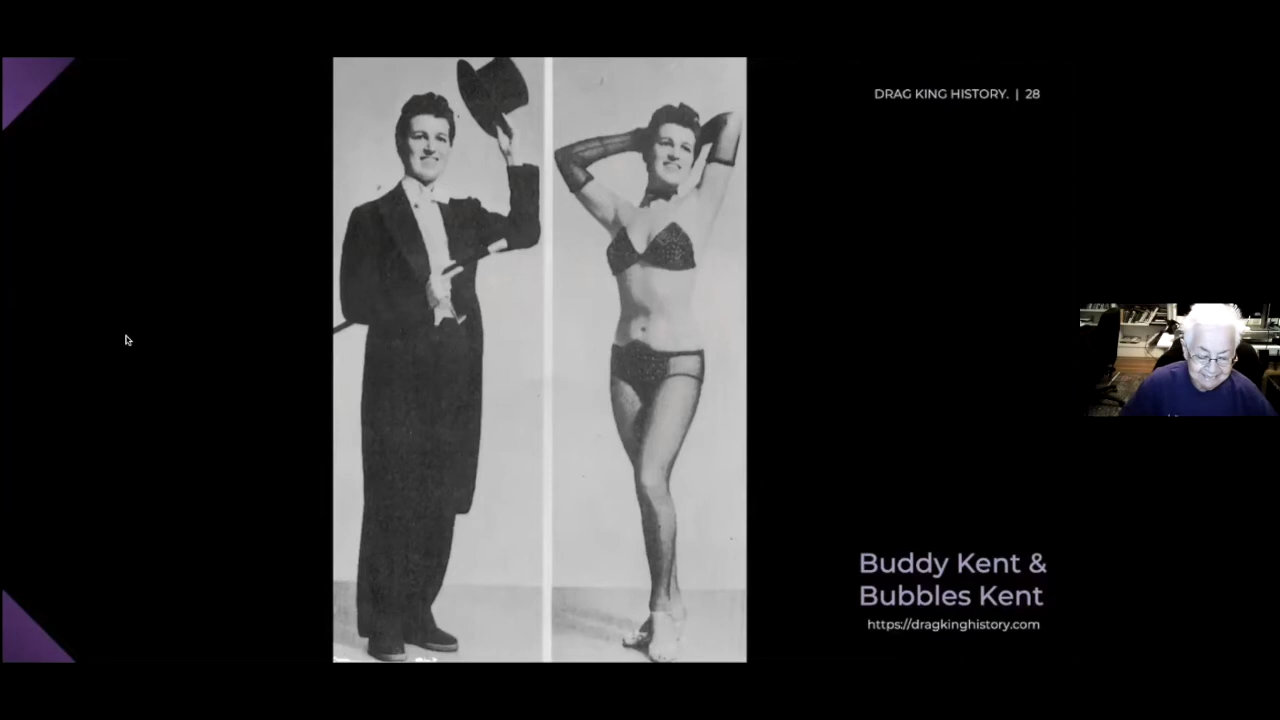 DRAG KING HISTORY. | 28
Buddy Kent &
Bubbles Kent
https://dragkinghistory.com